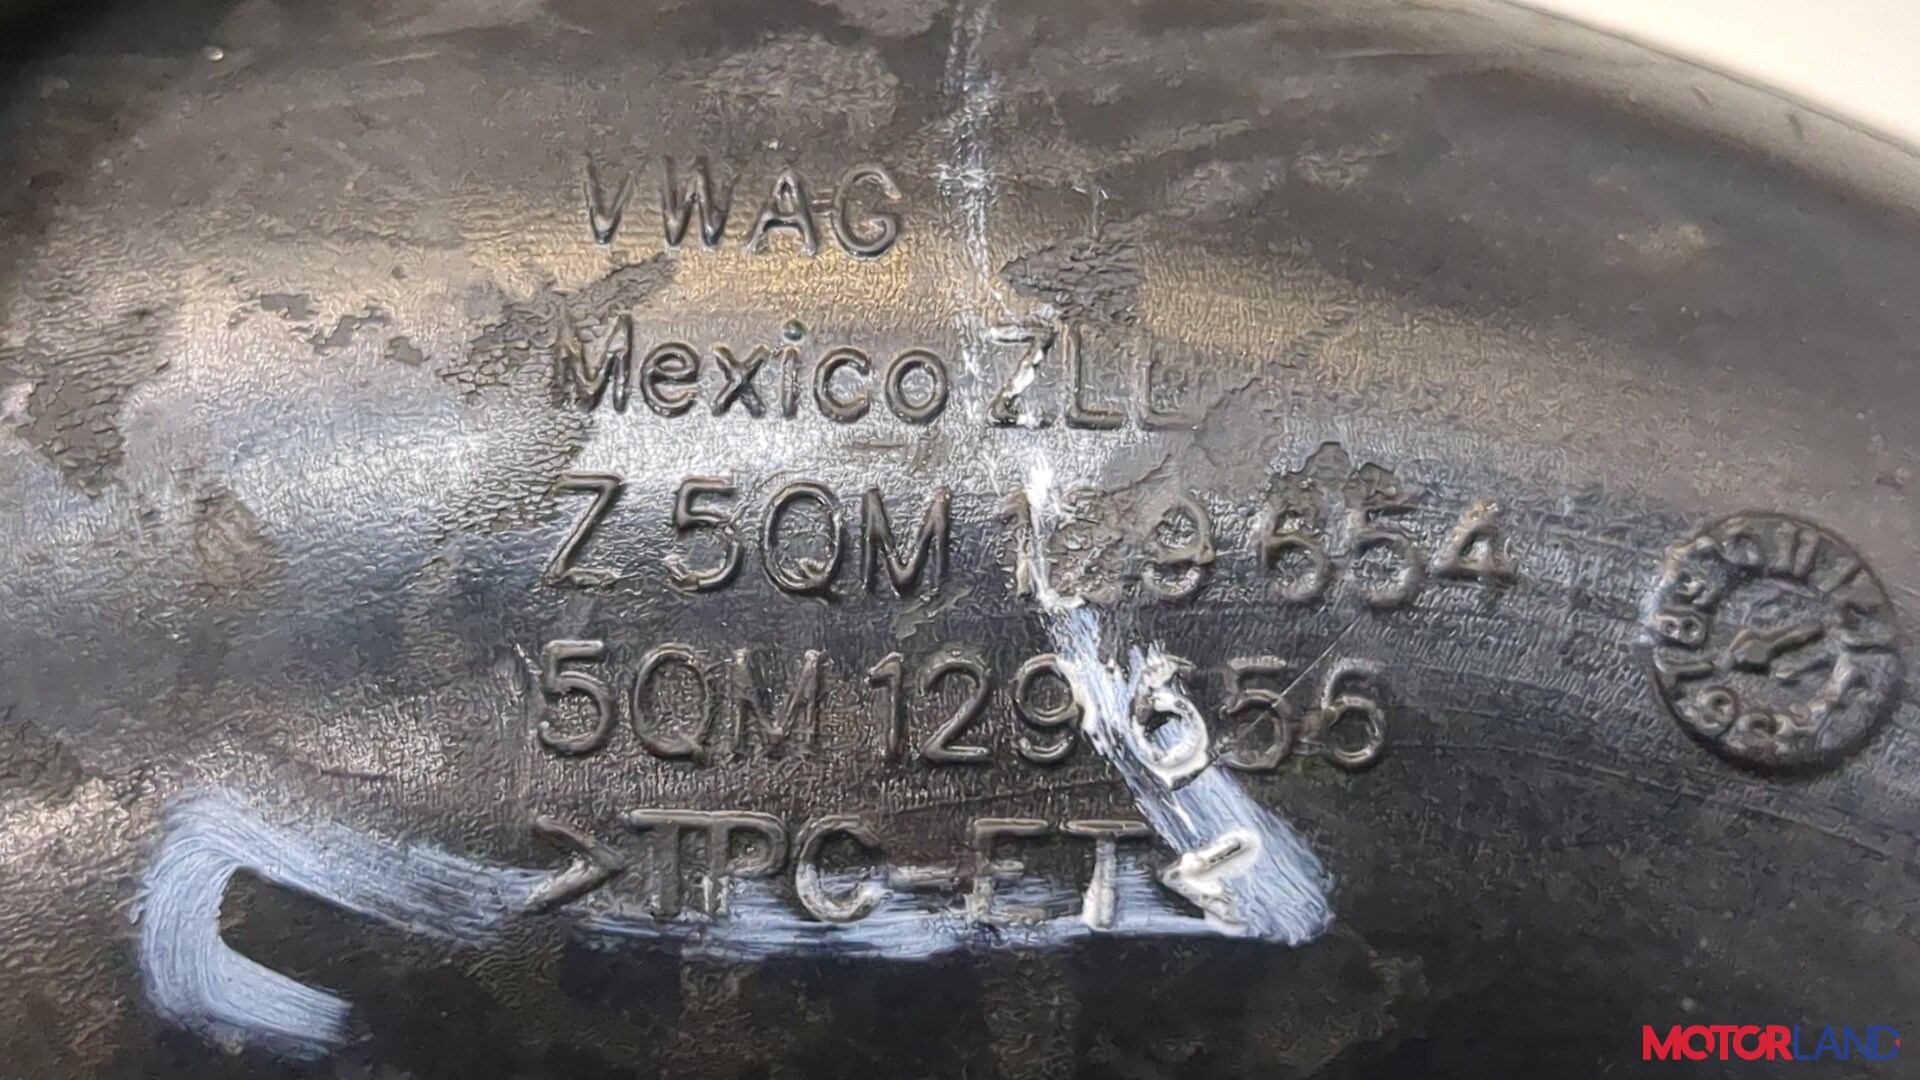 VWAG
Mexico ZLL
Z 5QM 129 654
5QM 129 656
>TPC-ET<
MOTORLAND